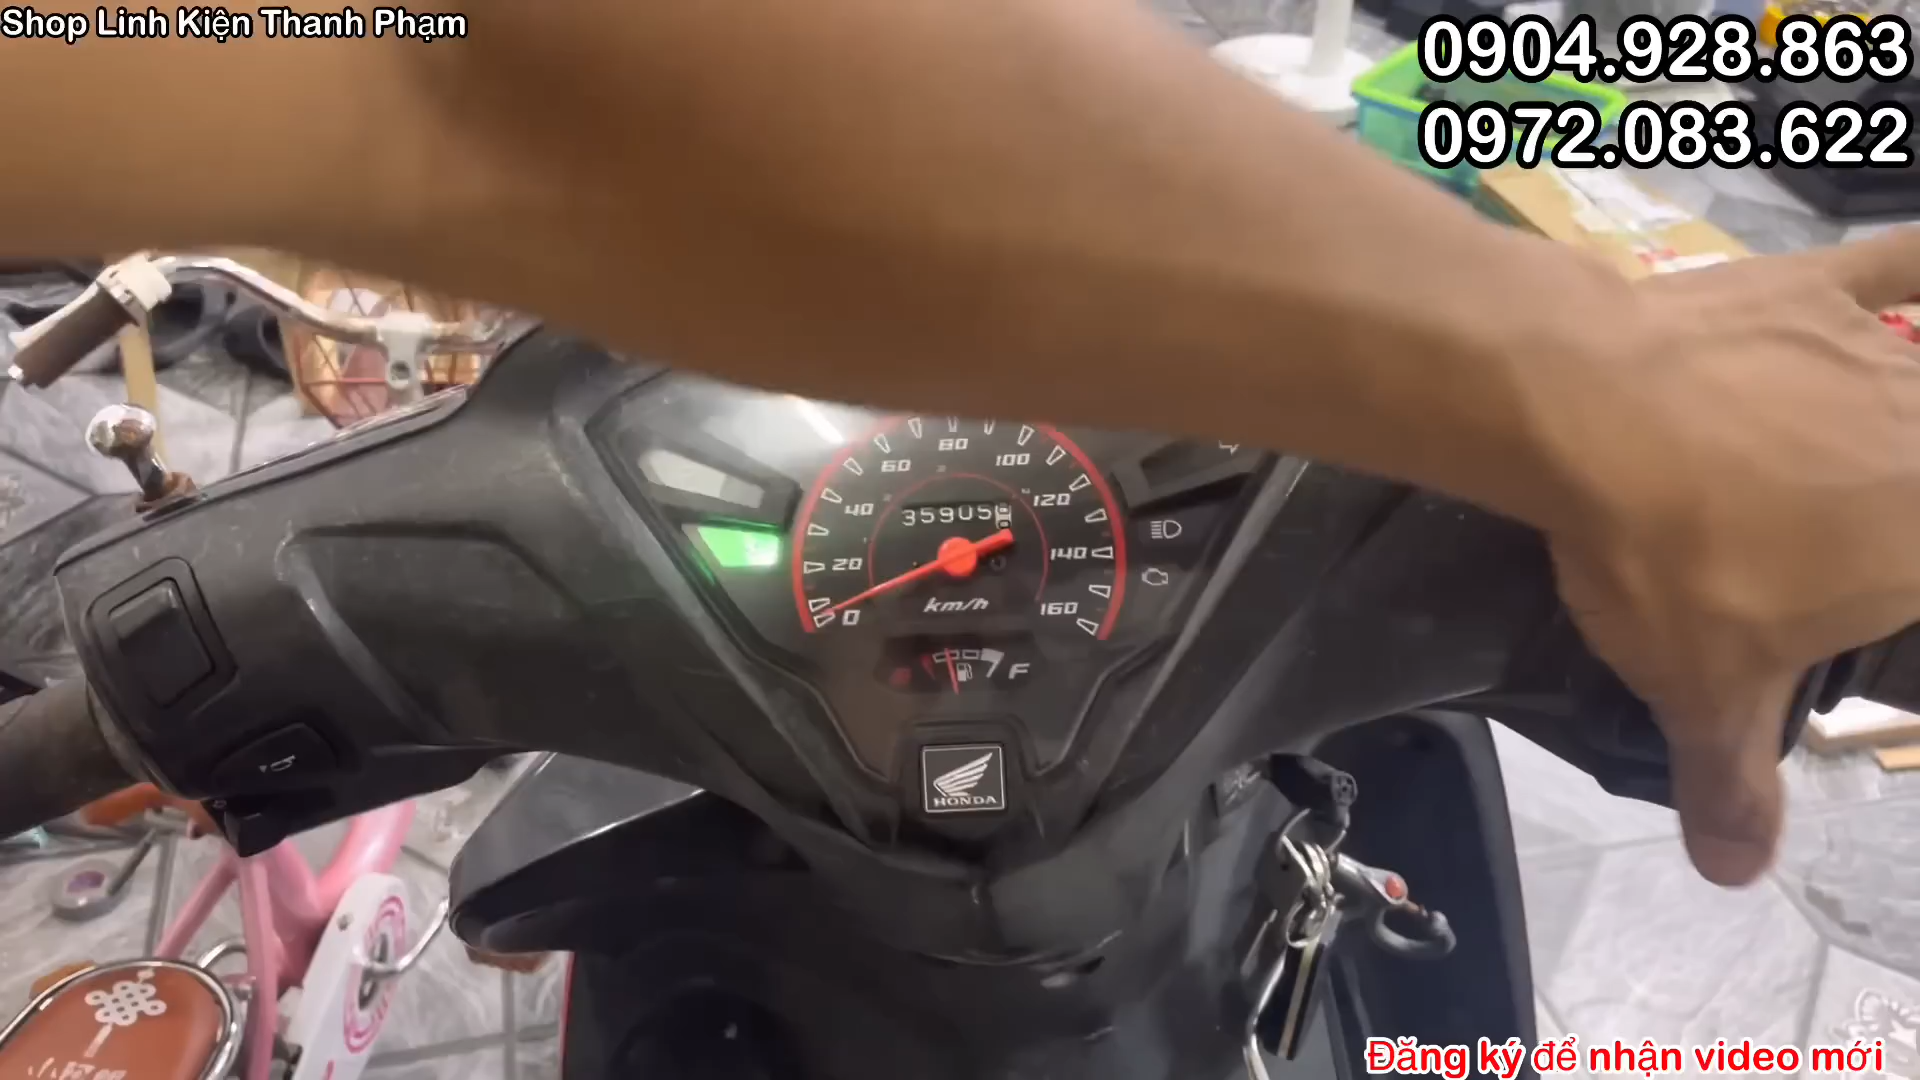 Shop Linh Kiện Thanh Phạm
0904.928.863
0972.083.622
80
60
100
40
120
35905
20
140
km/h
0
160
F
HONDA
Đăng ký để nhận video mới